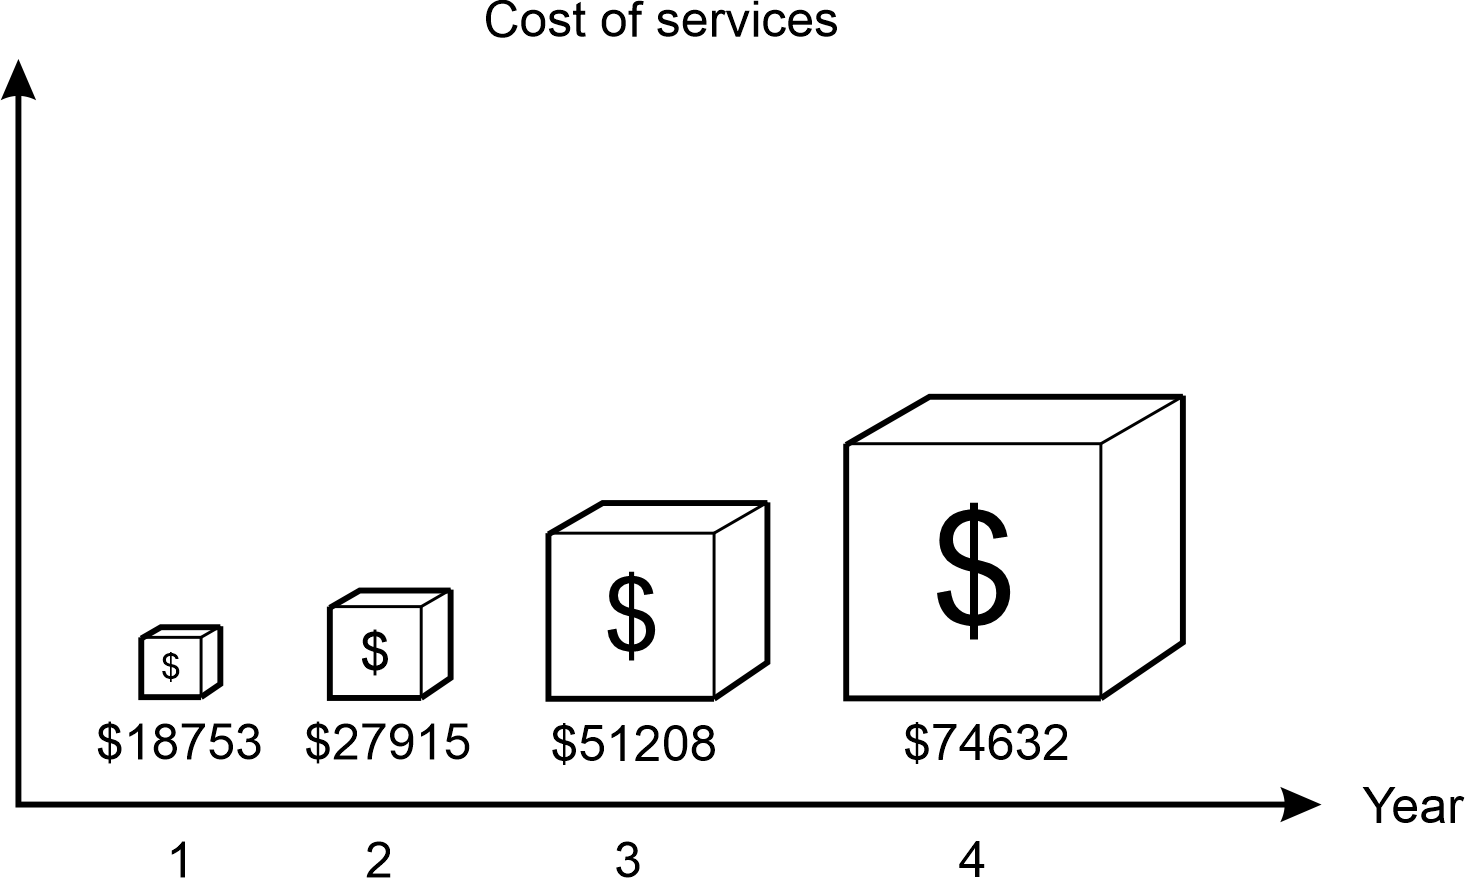 Cost of services
$ $ $ $
$18753 $27915 $51208 $74632
Year
1 2 3 4